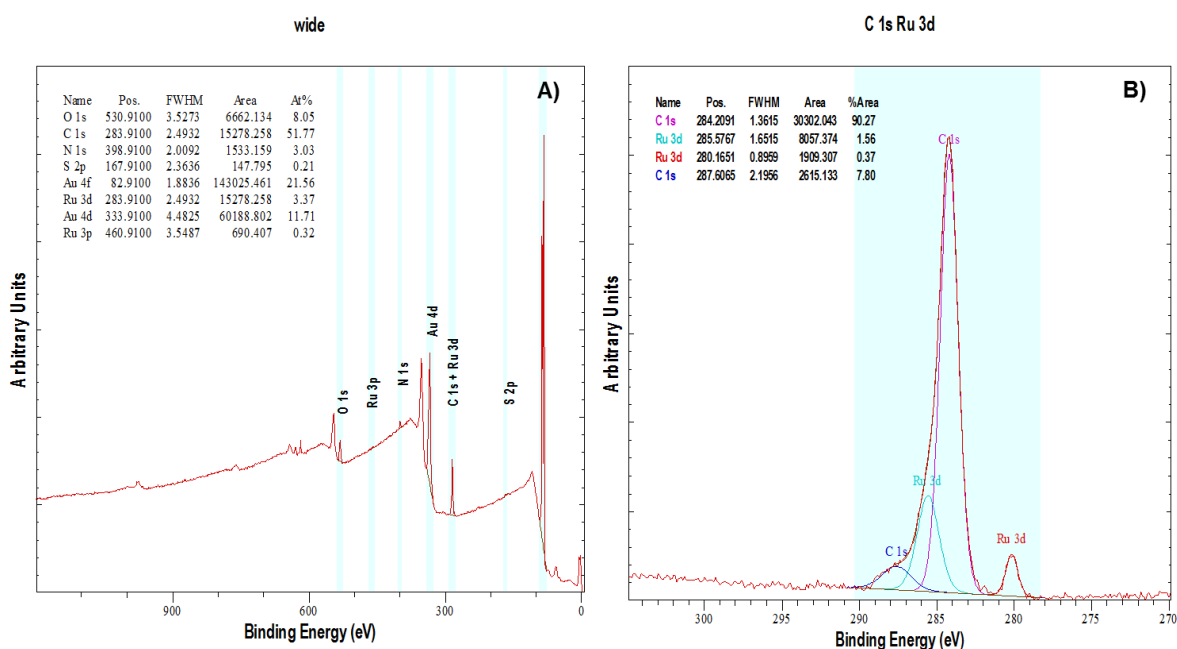 wide
A)
Name Pos. FWHM Area At%
O 1s 530.9100 3.5273 6662.134 8.05
C 1s 283.9100 2.4932 15278.258 51.77
N 1s 398.9100 2.0092 1533.159 3.03
S 2p 167.9100 2.3636 147.795 0.21
Au 4f 82.9100 1.8836 143025.461 21.56
Ru 3d 283.9100 2.4932 15278.258 3.37
Au 4d 333.9100 4.4825 60188.802 11.71
Ru 3p 460.9100 3.5487 690.407 0.32
Arbitrary Units
O 1s
Ru 3p
N 1s
Au 4d
C 1s + Ru 3d
S 2p
900 600 300 0
Binding Energy (eV)
C 1s Ru 3d
B)
Name Pos. FWHM Area %Area
C 1s 284.2091 1.3615 30302.043 90.27
Ru 3d 285.5767 1.6515 8057.374 1.56
Ru 3d 280.1651 0.8959 1909.307 0.37
C 1s 287.6065 2.1956 2615.133 7.80
Arbitrary Units
C 1s
Ru 3d
C 1s
Ru 3d
300 295 290 285 280 275 270
Binding Energy (eV)